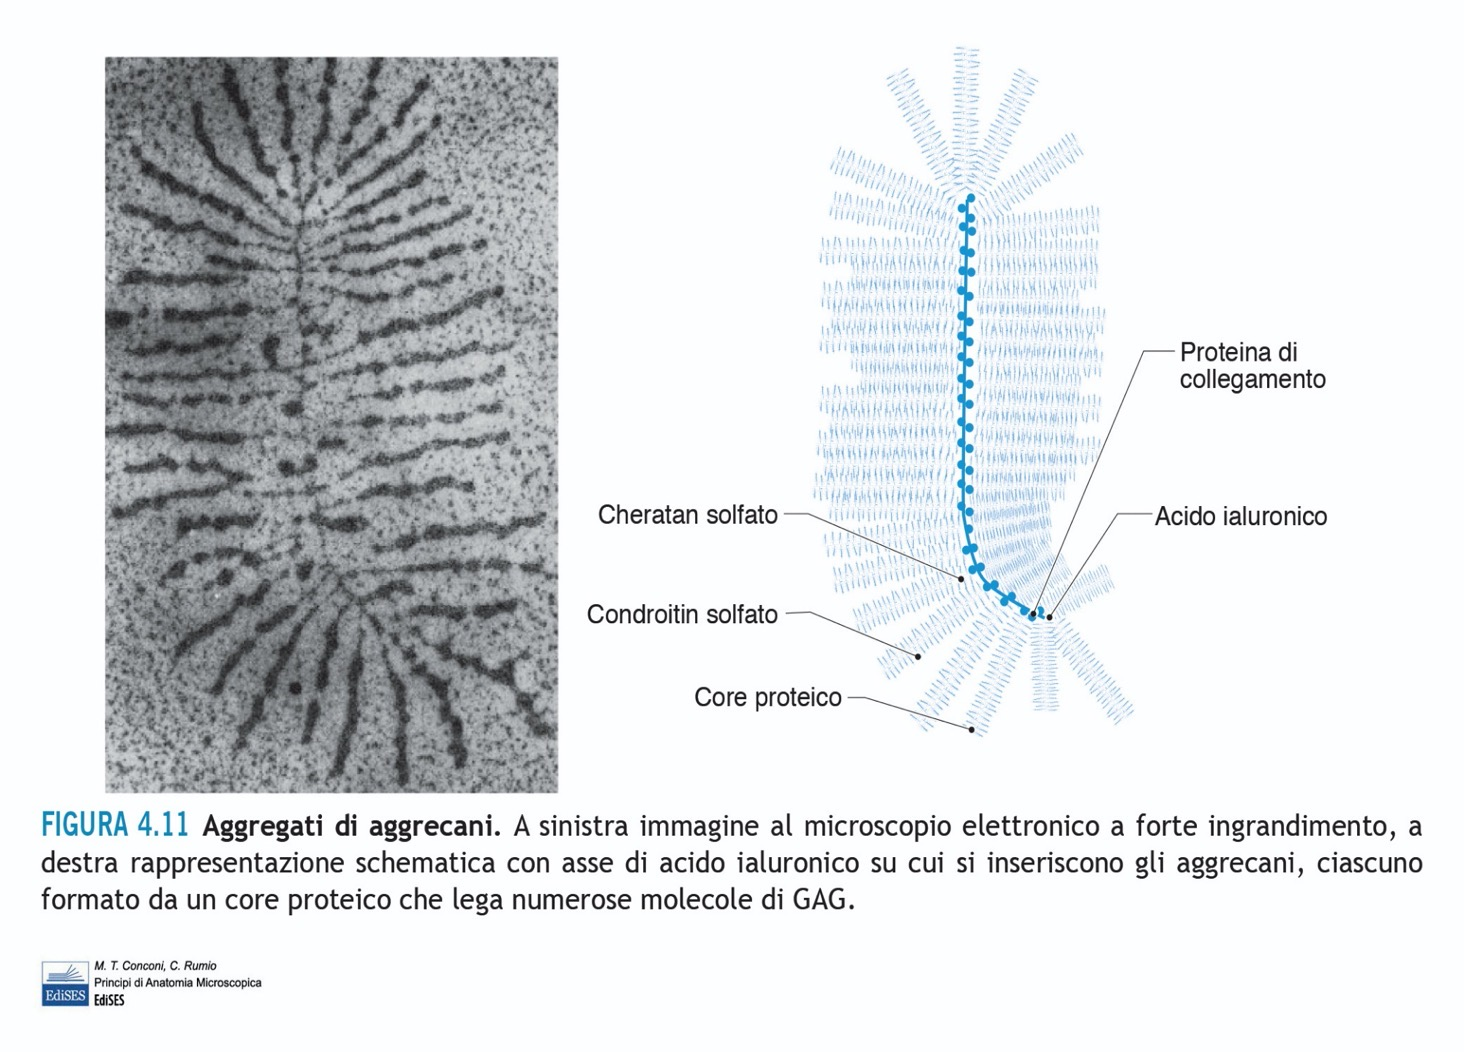 Proteina di
collegamento
Cheratan solfato
Acido ialuronico
Condroitin solfato
Core proteico
FIGURA 4.11 Aggregati di aggrecani. A sinistra immagine al microscopio elettronico a forte ingrandimento, a
destra rappresentazione schematica con asse di acido ialuronico su cui si inseriscono gli aggrecani, ciascuno
formato da un core proteico che lega numerose molecole di GAG.
M. T. Conconi, C. Rumio
Principi di Anatomia Microscopica
EdiSES
EdiSES